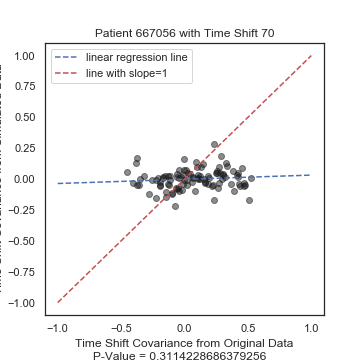 Patient 667056 with Time Shift 70
linear regression line
line with slope=1
1.00
0.75
0.50
0.25
0.00
−0.25
−0.50
−0.75
−1.00
−1.0 −0.5 0.0 0.5 1.0
Time Shift Covariance from Original Data
P-Value = 0.3114228686379256